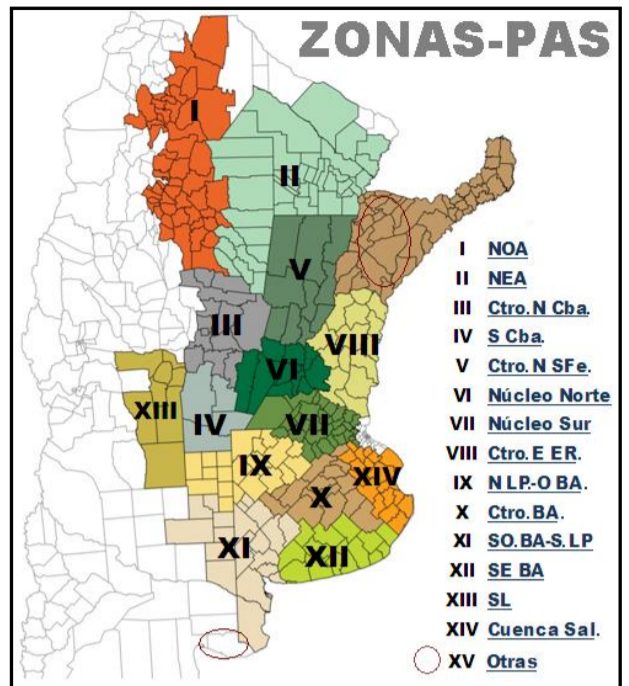 ZONAS-PAS
I
II
V
III
VIII
VI
XIII
IV
VII
IX
XIV
X
XI
XII
I NOA
II NEA
III Ctro.N Cba.
IV S Cba.
V Ctro.N SFe.
VI Núcleo Norte
VII Núcleo Sur
VIII Ctro.E ER.
IX N LP.-O BA.
X Ctro.BA.
XI SO.BA-S.LP
XII SE BA
XIII SL
XIV Cuenca Sal.
XV Otras